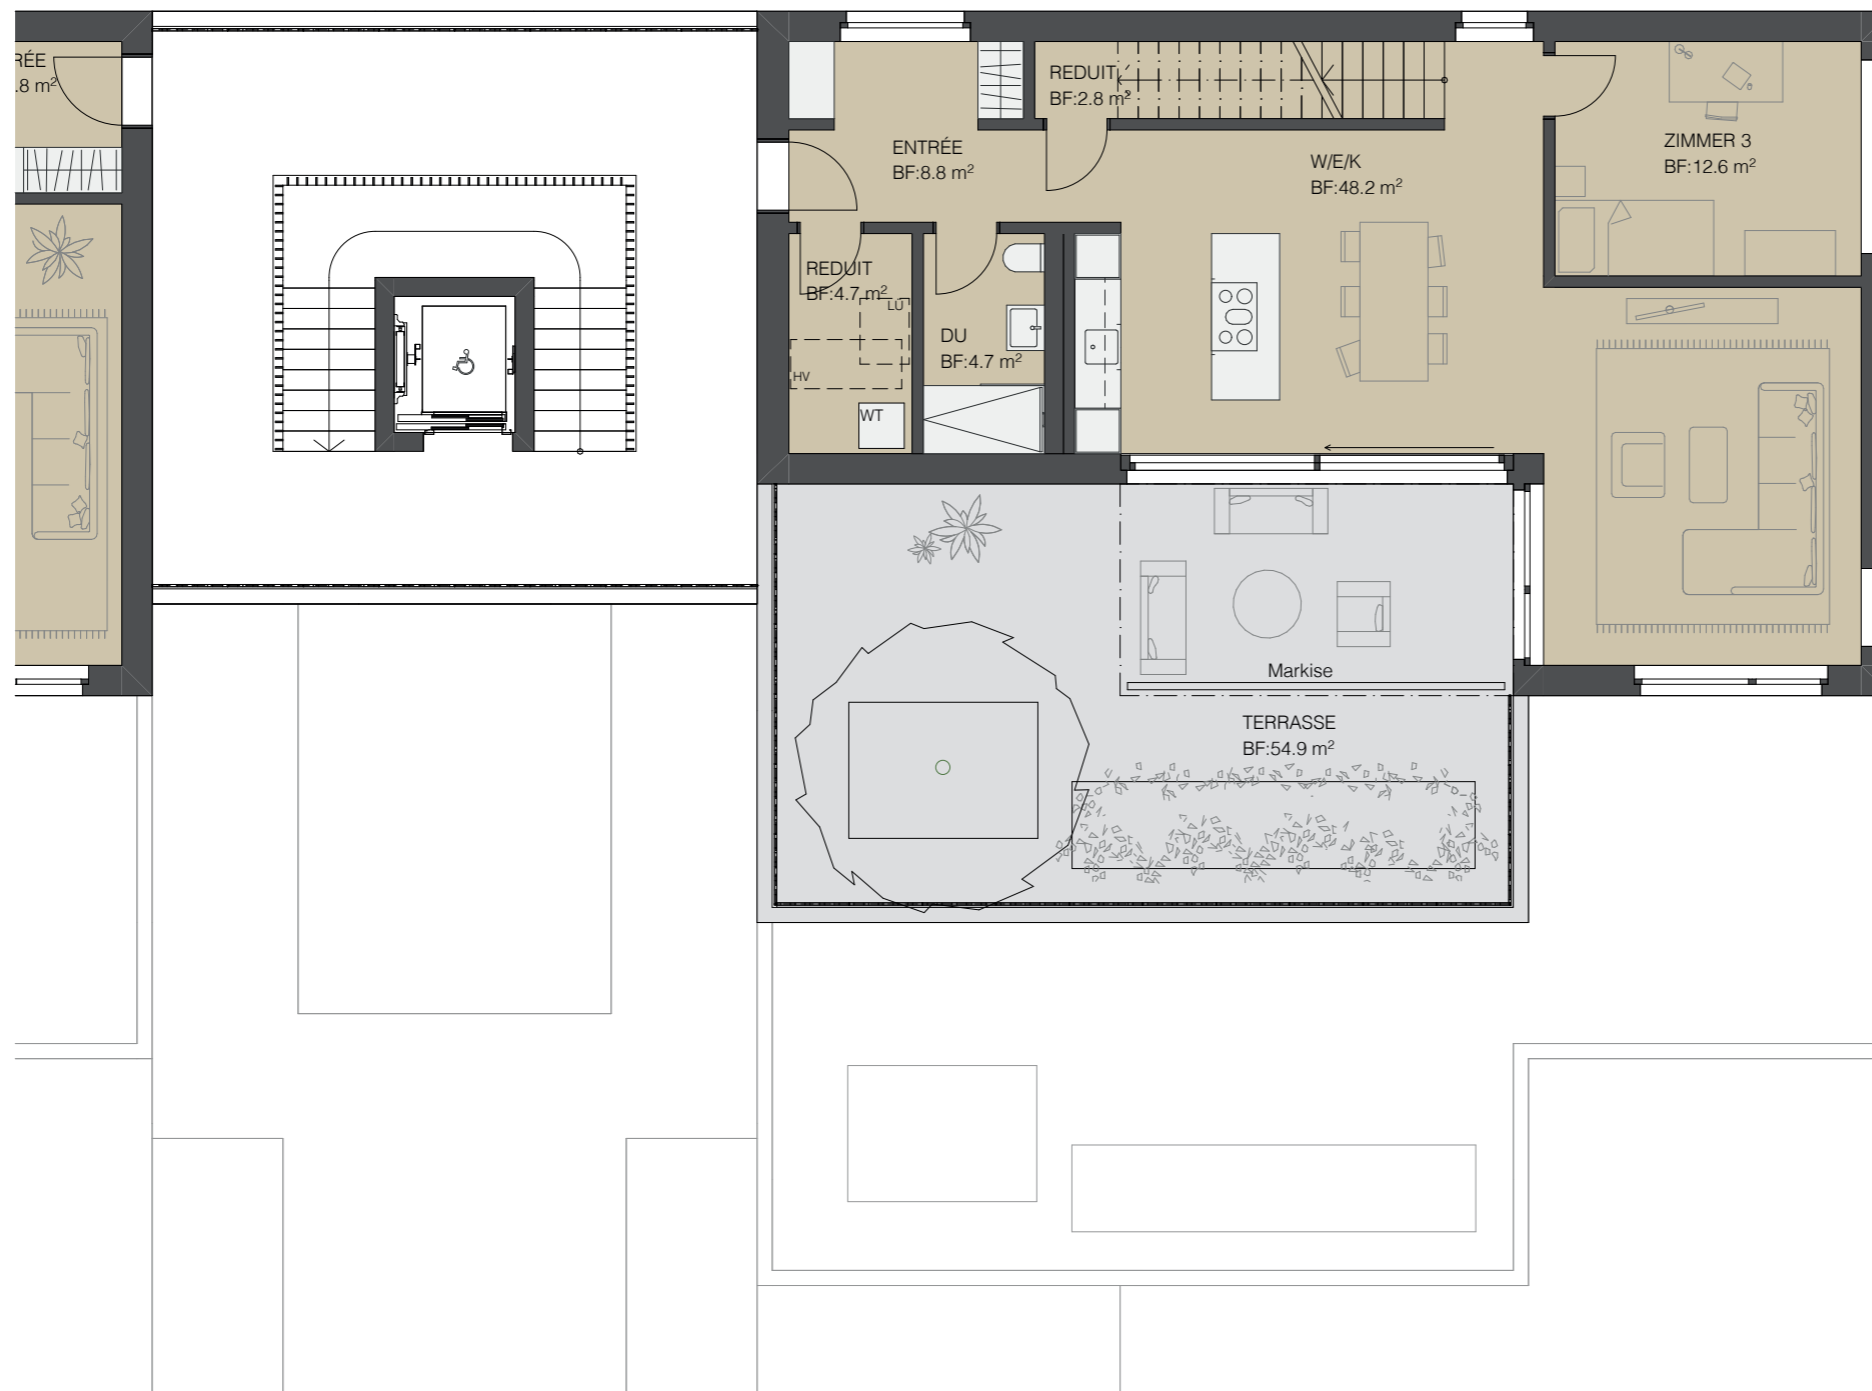 RÉE
.8 m²
REDUIT
BF:2.8 m²
ENTRÉE
BF:8.8 m²
W/E/K
BF:48.2 m²
ZIMMER 3
BF:12.6 m²
REDUIT
BF:4.7 m²
LÜ
HV
WT
DU
BF:4.7 m²
Markise
TERRASSE
BF:54.9 m²